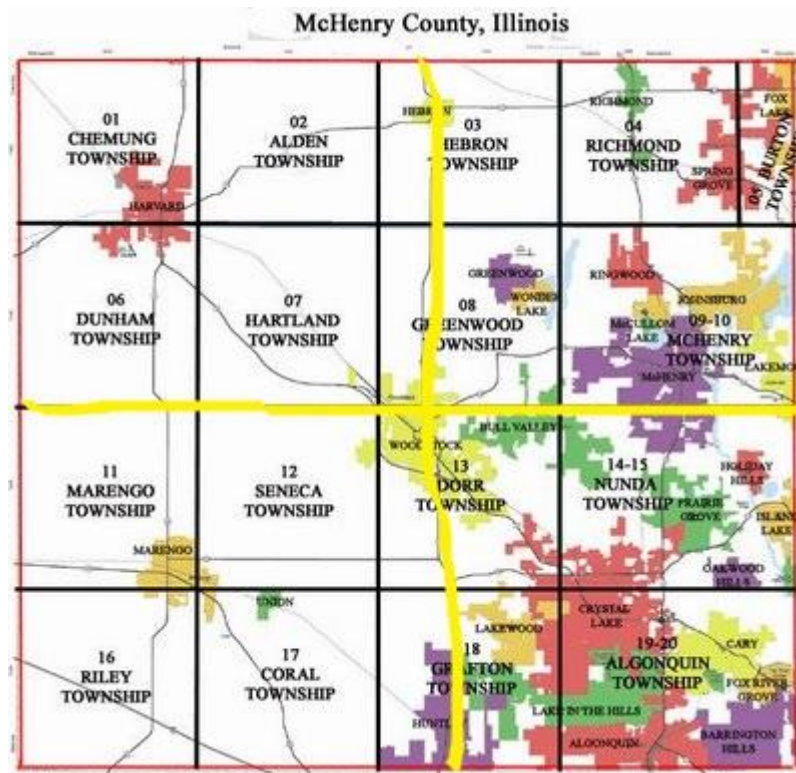 McHenry County, Illinois
01
CHEMUNG
TOWNSHIP
HARVARD
02
ALDEN
TOWNSHIP
HEBRON
03
HEBRON
TOWNSHIP
RICHMOND
04
RICHMOND
TOWNSHIP
SPRING
GROVE
FOX
LAKE
05 BURTON
TOWNSHIP
06
DUNHAM
TOWNSHIP
07
HARTLAND
TOWNSHIP
GREENWOOD
WONDER
LAKE
08
GREENWOOD
TOWNSHIP
RINGWOOD
JOHNSBURG
McCULLOM
LAKE
09-10
MCHENRY
TOWNSHIP
McHENRY
LAKEMO
11
MARENGO
TOWNSHIP
MARENGO
12
SENECA
TOWNSHIP
WOODSTOCK
13
DORR
TOWNSHIP
BULL VALLEY
14-15
NUNDA
TOWNSHIP
HOLIDAY
HILLS
PRAIRIE
GROVE
ISLAND
LAKE
OAKWOOD
HILLS
16
RILEY
TOWNSHIP
UNION
17
CORAL
TOWNSHIP
LAKEWOOD
18
GRAFTON
TOWNSHIP
HUNTL
CRYSTAL
LAKE
19-20
ALGONQUIN
TOWNSHIP
CARY
FOX RIVER
GROVE
LAKE IN THE HILLS
ALGONQUIN
BARRINGTON
HILLS